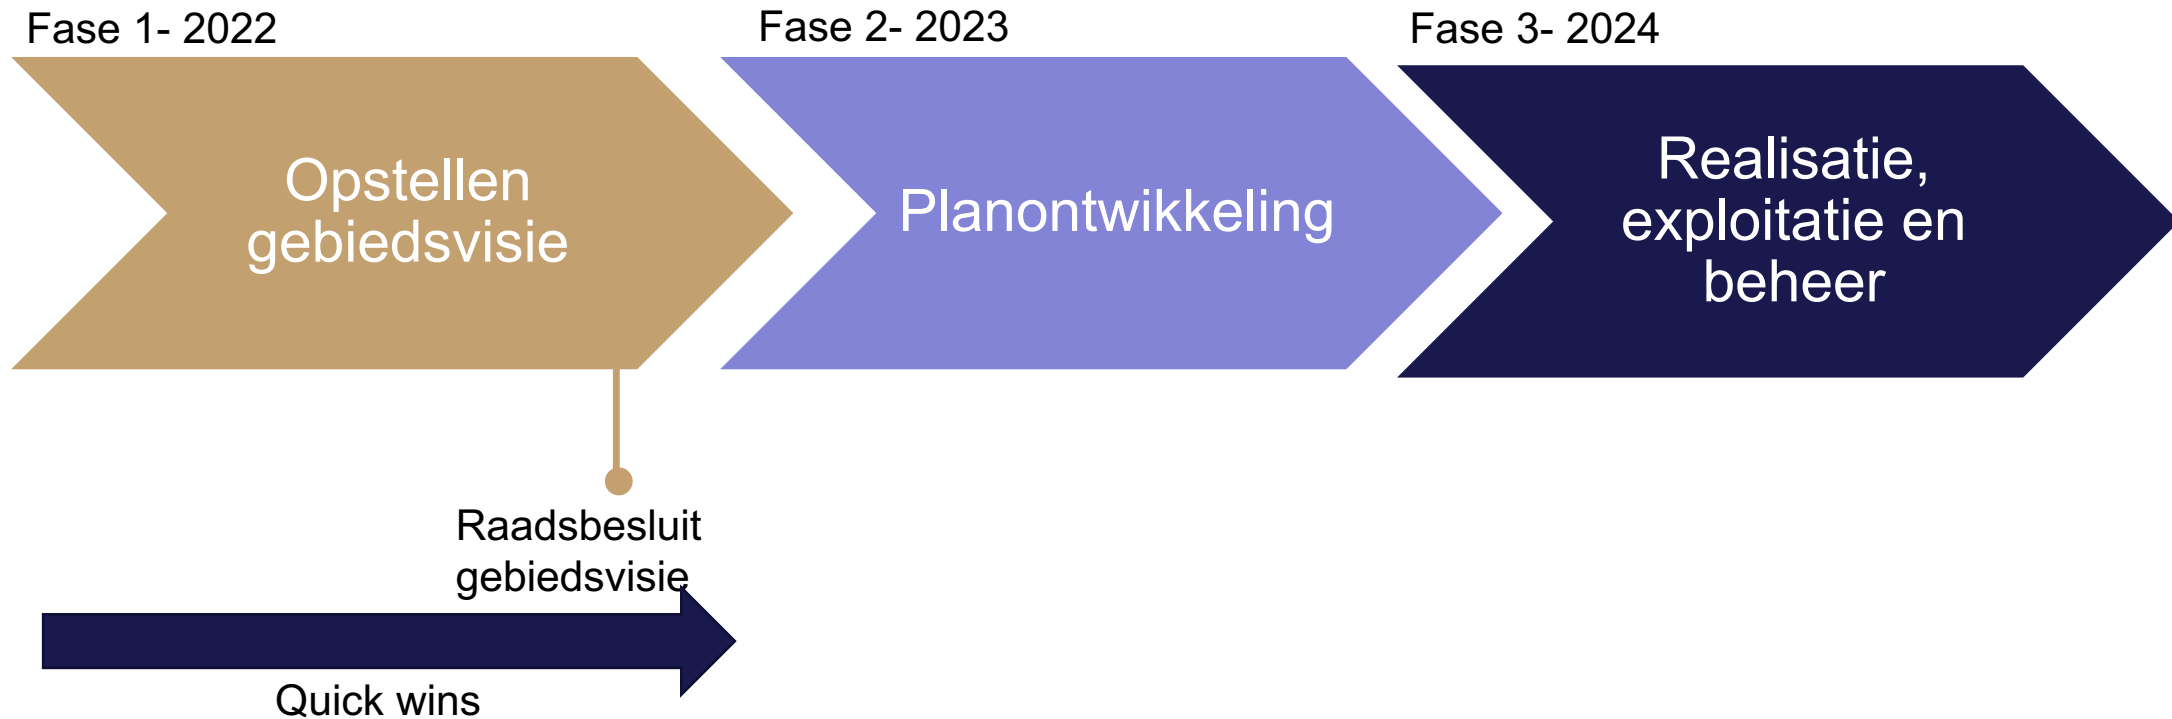 Fase 1- 2022
Fase 2- 2023
Fase 3- 2024
Opstellen
gebiedsvisie
Planontwikkeling
Realisatie,
exploitatie en
beheer
Raadsbesluit
gebiedsvisie
Quick wins